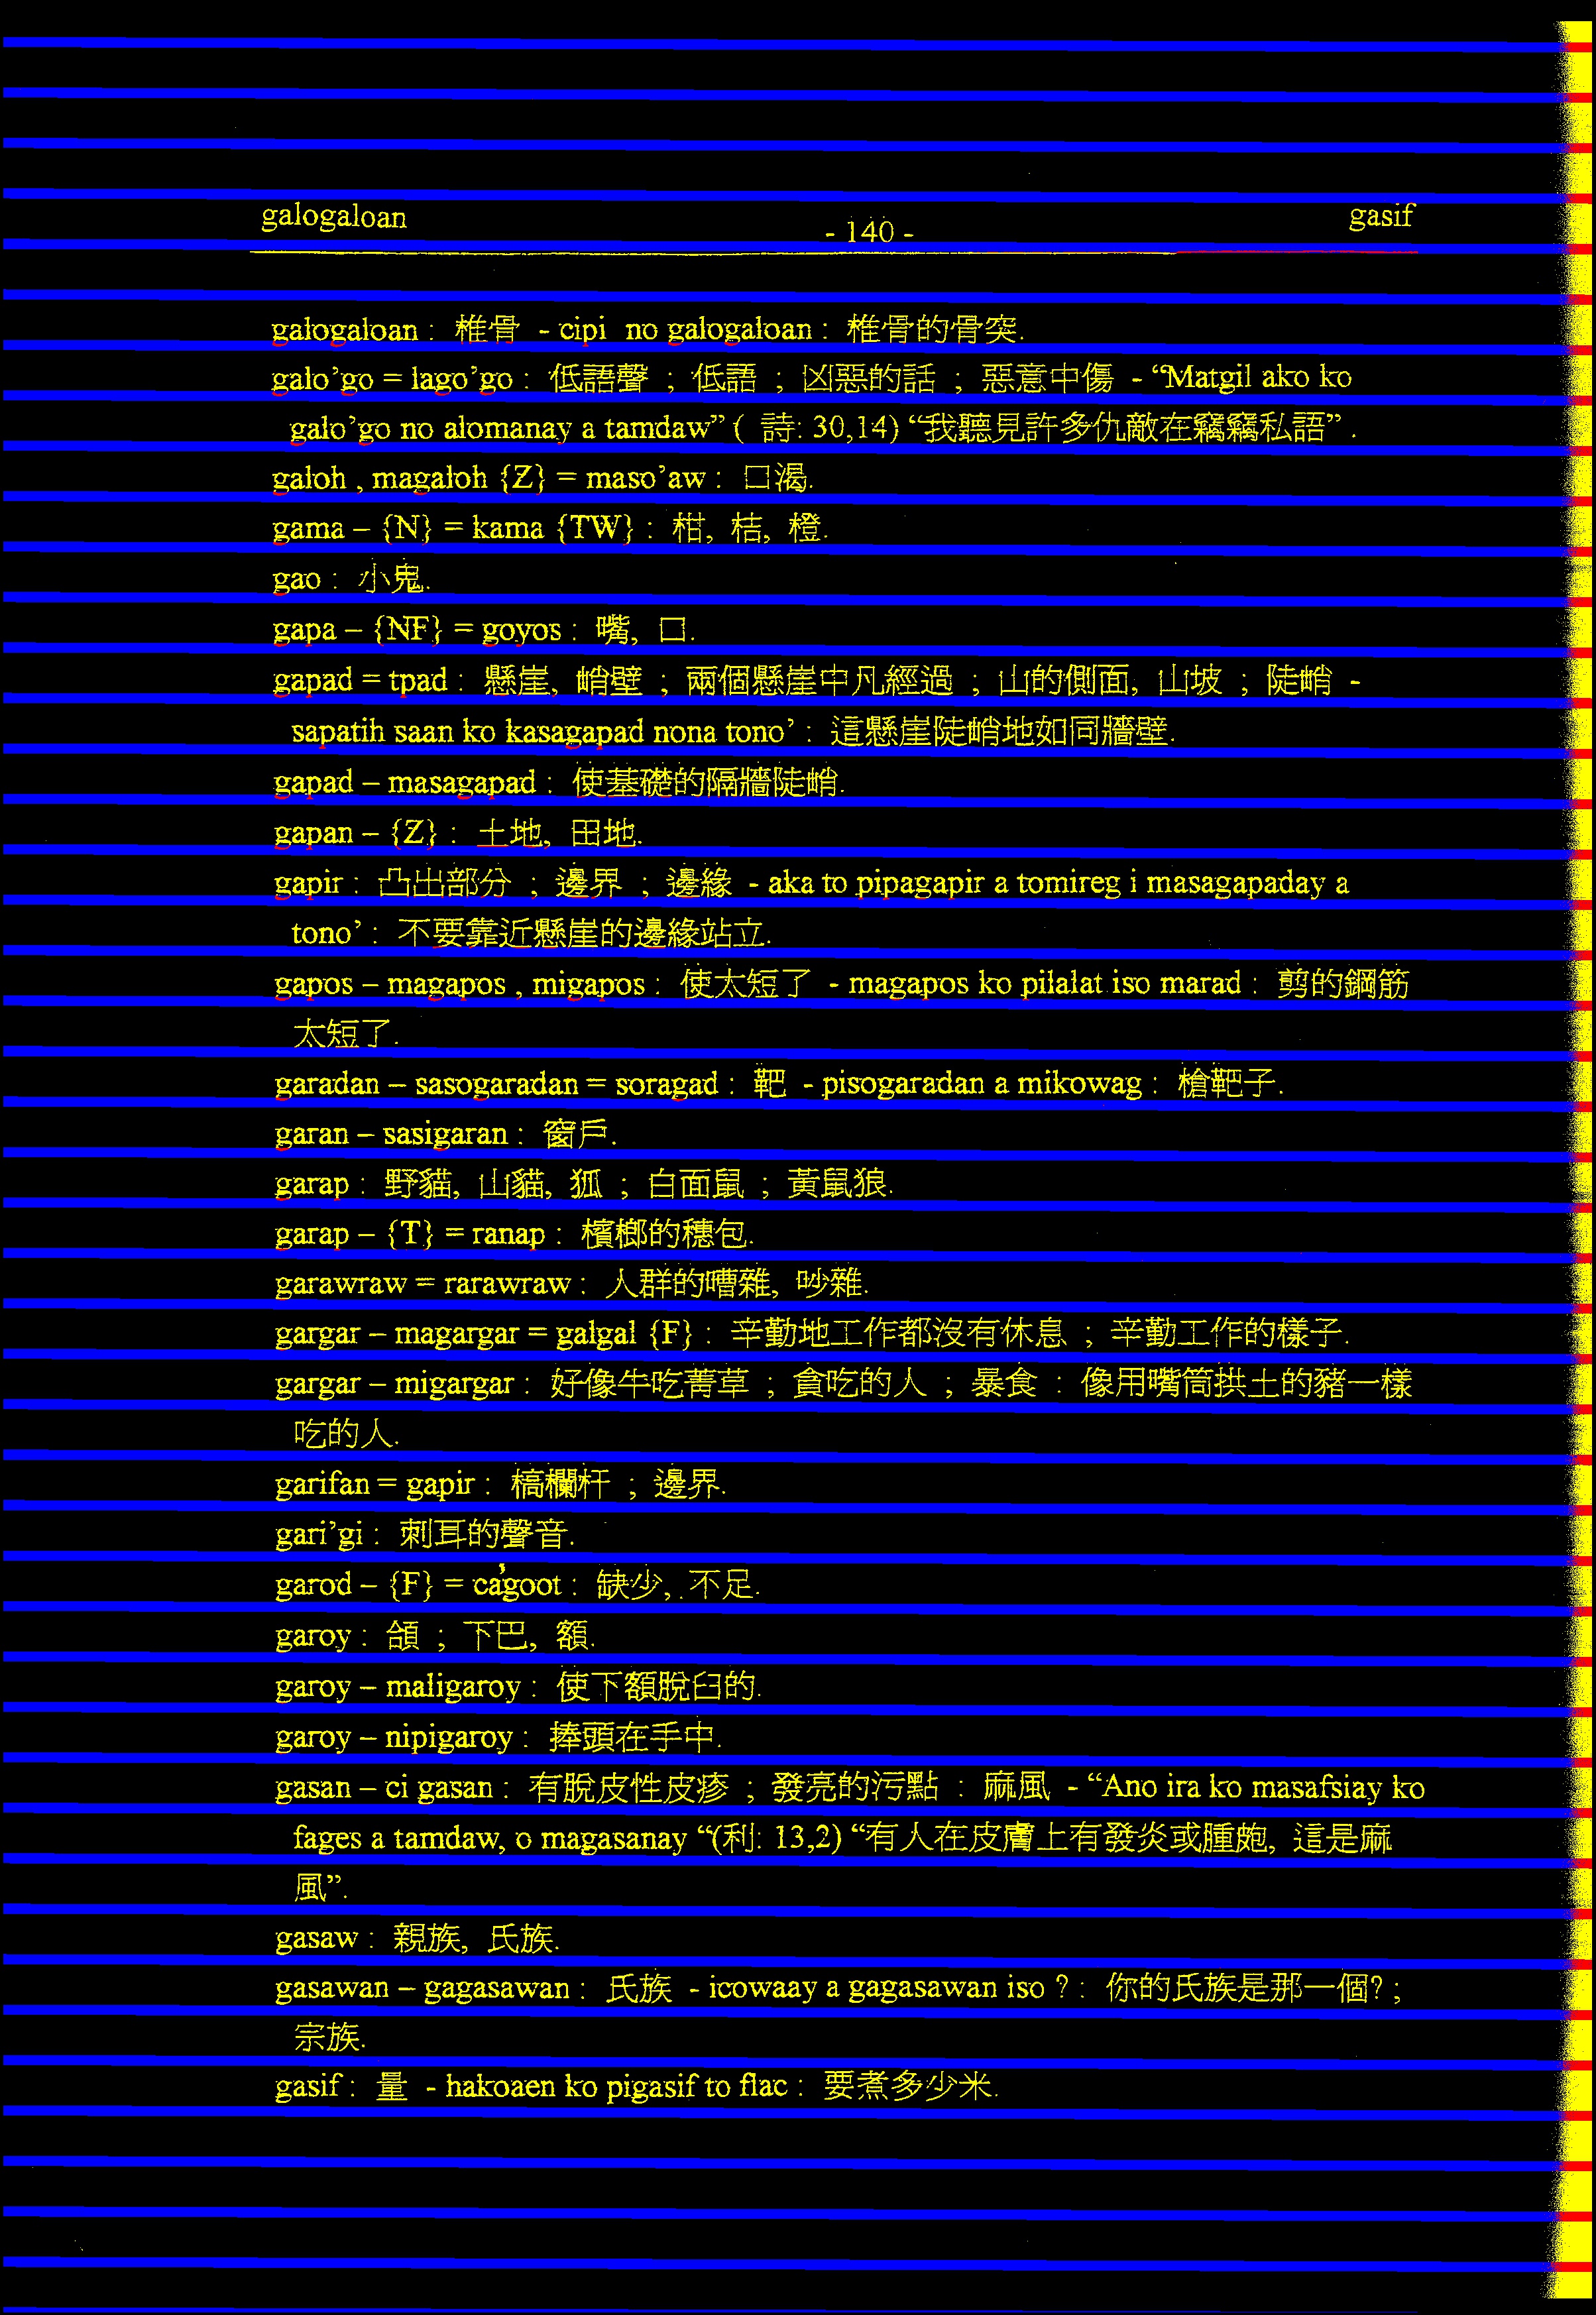 galogaloan
- 140 -
gasif
galogaloan : 椎骨 - cipi no galogaloan : 椎骨的骨突.
galo’go = lago’go : 低語聲 ; 低語 ; 凶惡的話 ; 惡意中傷 - “Matgil ako ko
galo’go no alomanay a tamdaw” ( 詩: 30,14) “我聽見許多仇敵在竊竊私語” .
galoh , magaloh {Z} = maso’aw : 口渴.
gama – {N} = kama {TW} : 柑, 桔, 橙.
gao : 小鬼.
gapa – {NF} = goyos : 嘴, 口.
gapad = tpad : 懸崖, 峭壁 ; 兩個懸崖中凡經過 ; 山的側面, 山坡 ; 陡峭 -
sapatih saan ko kasagapad nona tono’ : 這懸崖陡峭地如同牆壁.
gapad – masagapad : 使基礎的隔牆陡峭.
gapan – {Z} : 土地, 田地.
gapir : 凸出部分 ; 邊界 ; 邊緣 - aka to pipagapir a tomireg i masagapaday a
tono’ : 不要靠近懸崖的邊緣站立.
gapos – magapos , migapos : 使太短了 - magapos ko pilalat iso marad : 剪的鋼筋
太短了.
garadan – sasogaradan = soragad : 靶 - pisogaradan a mikowag : 槍靶子.
garan – sasigaran : 窗戶.
garap : 野貓, 山貓, 狐 ; 白面鼠 ; 黃鼠狼.
garap – {T} = ranap : 檳榔的穗包.
garawraw = rarawraw : 人群的嘈雜, 吵雜.
gargar – magargar = galgal {F} : 辛勤地工作都沒有休息 ; 辛勤工作的樣子.
gargar – migargar : 好像牛吃菁草 ; 貪吃的人 ; 暴食 : 像用嘴筒拱土的豬一樣
吃的人.
garifan = gapir : 槁欄杆 ; 邊界.
gari’gi : 刺耳的聲音.
garod – {F} = ca’goot : 缺少, 不足.
garoy : 頷 ; 下巴, 額.
garoy – maligaroy : 使下額脫臼的.
garoy – nipigaroy : 捧頭在手中.
gasan – ci gasan : 有脫皮性皮疹 ; 發亮的污點 : 麻風 - “Ano ira ko masafsiay ko
fages a tamdaw, o magasanay “(利: 13,2) “有人在皮膚上有發炎或腫皰, 這是麻
風”.
gasaw : 親族, 氏族.
gasawan – gagasawan : 氏族 - icowaay a gagasawan iso ? : 你的氏族是那一個? ;
宗族.
gasif : 量 - hakoaen ko pigasif to flac : 要煮多少米.